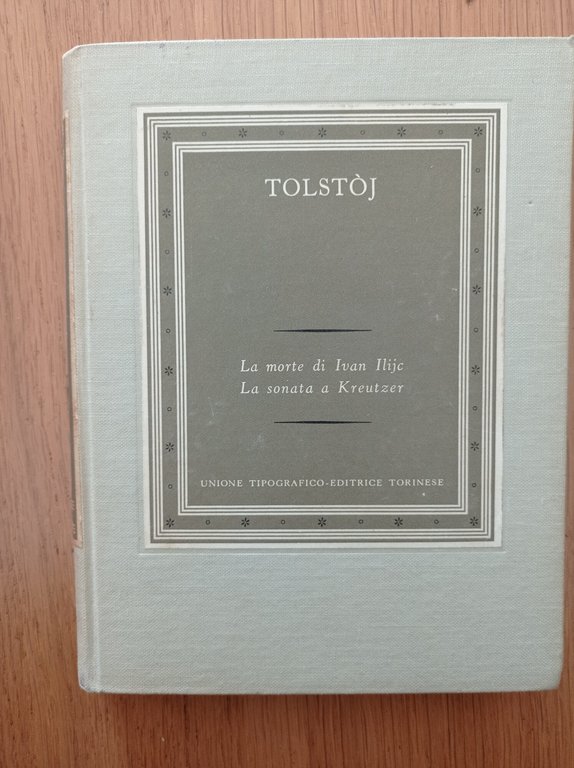 TOLSTÒJ
La morte di Ivan Ilijc
La sonata a Kreutzer
UNIONE TIPOGRAFICO-EDITRICE TORINESE